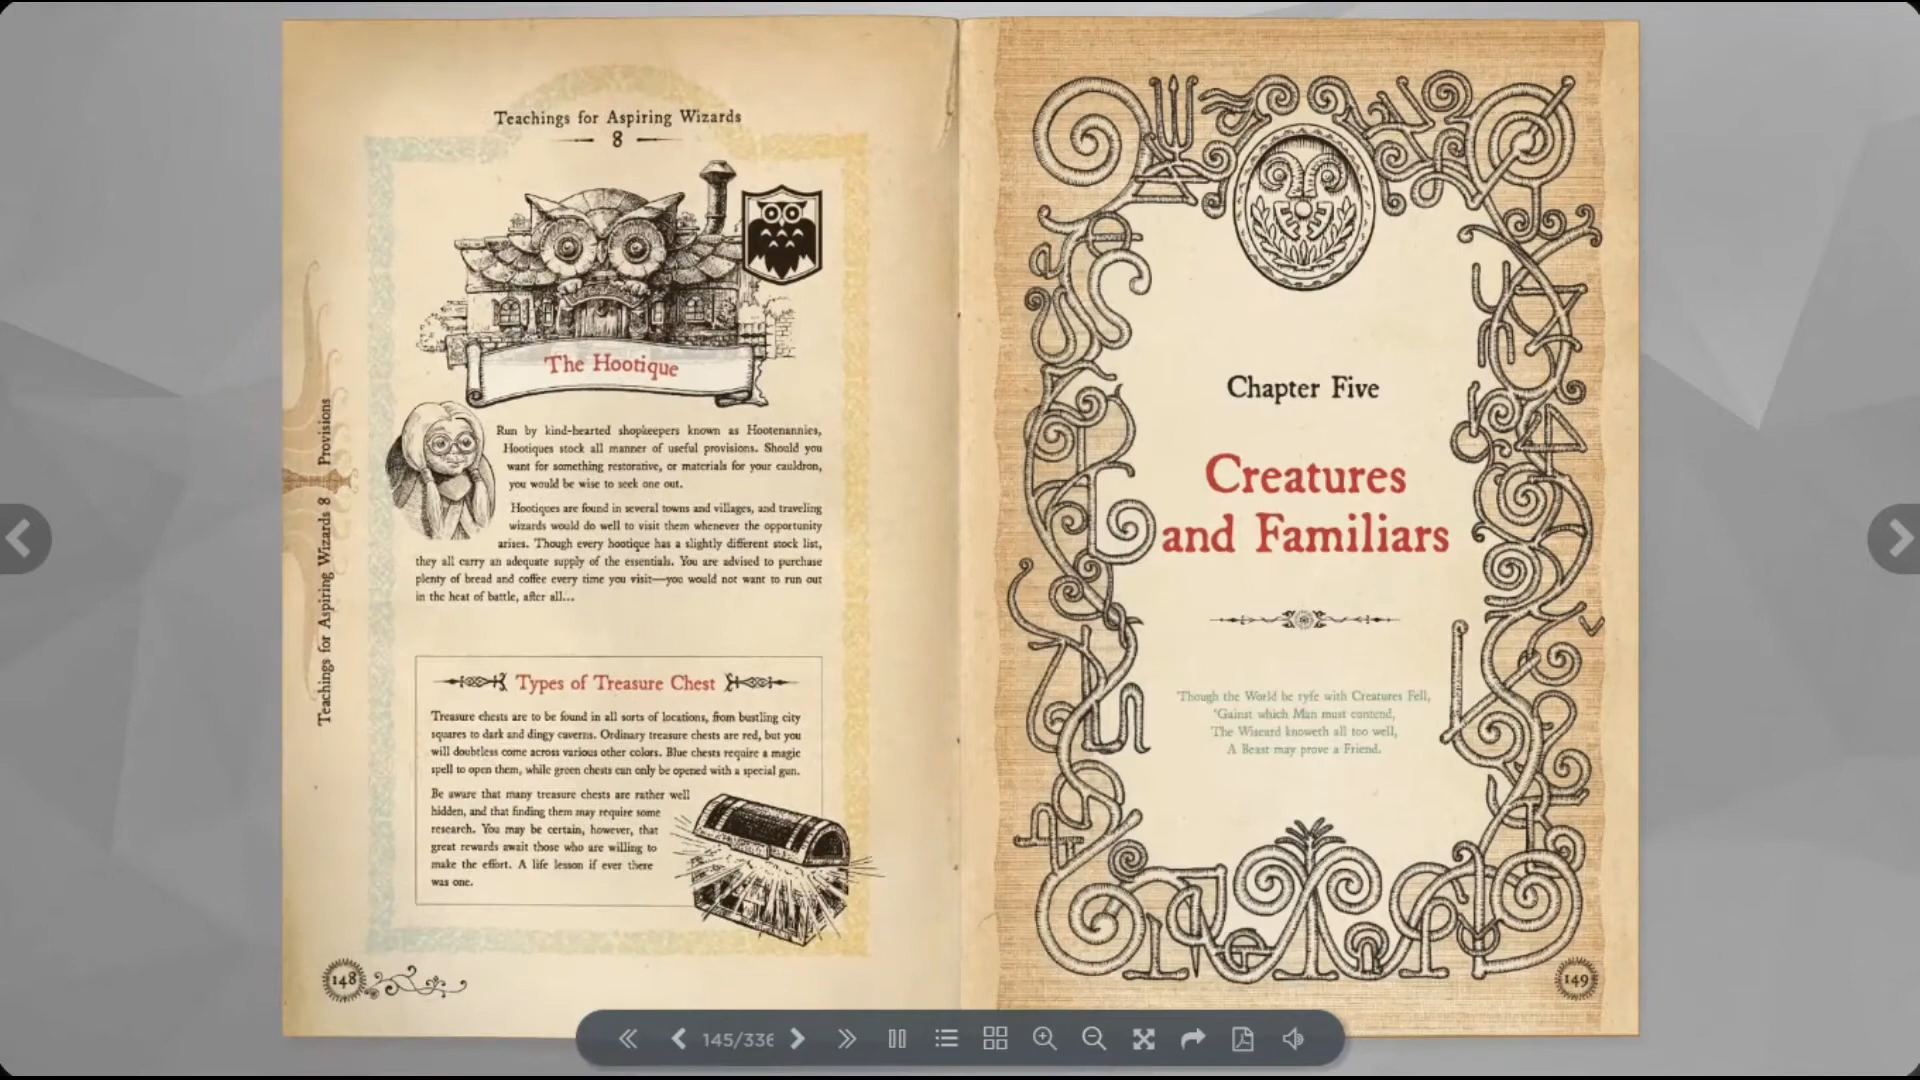 Teachings for Aspiring Wizards
8
The Hootique
Run by kind-hearted shopkeepers known as Hootenannies,
Hootiques stock all manner of useful provisions. Should you
want for something restorative, or materials for your cauldron,
you would be wise to seek one out.
Hootiques are found in several towns and villages, and traveling
wizards would do well to visit them whenever the opportunity
arises. Though every hootique has a slightly different stock list,
they all carry an adequate supply of the essentials. You are advised to purchase
plenty of bread and coffee every time you visit—you would not want to run out
in the heat of battle, after all...
Types of Treasure Chest
Treasure chests are to be found in all sorts of locations, from bustling city
squares to dark and dingy caverns. Ordinary treasure chests are red, but you
will doubtless come across various other colors. Blue chests require a magic
spell to open them, while green chests can only be opened with a special gun.
Be aware that many treasure chests are rather well
hidden, and that finding them may require some
research. You may be certain, however, that
great rewards await those who are willing to
make the effort. A life lesson if ever there
was one.
Teachings for Aspiring Wizards 8 Provisions
148
Chapter Five
Creatures
and Familiars
Though the World be ryfe with Creatures Fell,
'Gainst which Man must contend,
The Wizard knoweth all too well,
A Beast may prove a Friend.
149
145/336